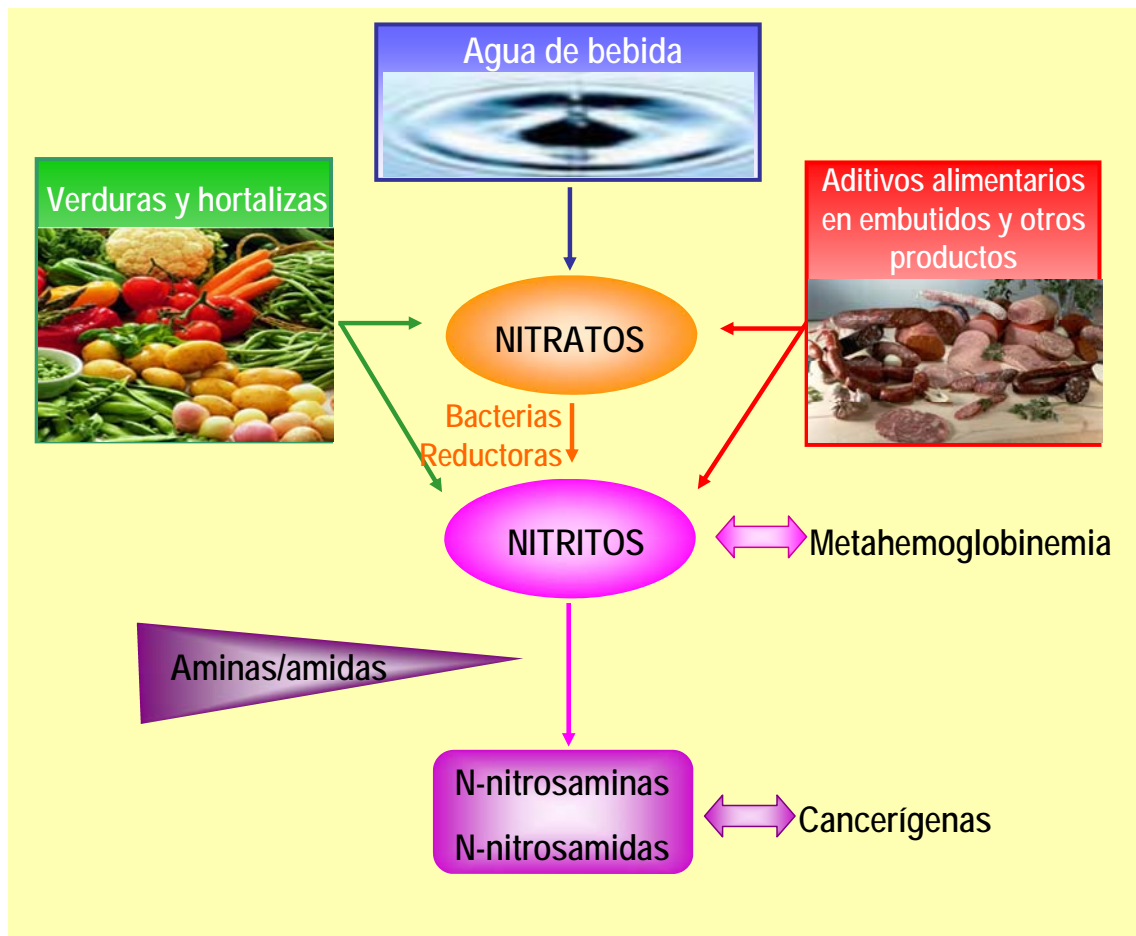 Agua de bebida
Verduras y hortalizas
Aditivos alimentarios
en embutidos y otros
productos
NITRATOS
Bacterias
Reductoras
NITRITOS
Metahemoglobinemia
Aminas/amidas
N-nitrosaminas
N-nitrosamidas
Cancerígenas